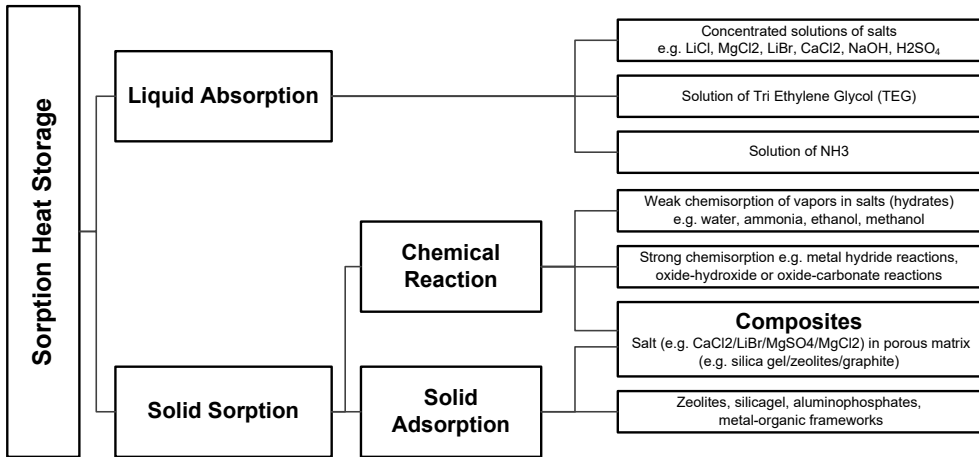 Sorption Heat Storage
Liquid Absorption
Concentrated solutions of salts
e.g. LiCl, MgCl2, LiBr, CaCl2, NaOH, H2SO₄
Solution of Tri Ethylene Glycol (TEG)
Solution of NH3
Solid Sorption
Chemical
Reaction
Weak chemisorption of vapors in salts (hydrates)
e.g. water, ammonia, ethanol, methanol
Strong chemisorption e.g. metal hydride reactions,
oxide-hydroxide or oxide-carbonate reactions
Composites
Salt (e.g. CaCl2/LiBr/MgSO4/MgCl2) in porous matrix
(e.g. silica gel/zeolites/graphite)
Solid
Adsorption
Zeolites, silicagel, aluminophosphates,
metal-organic frameworks